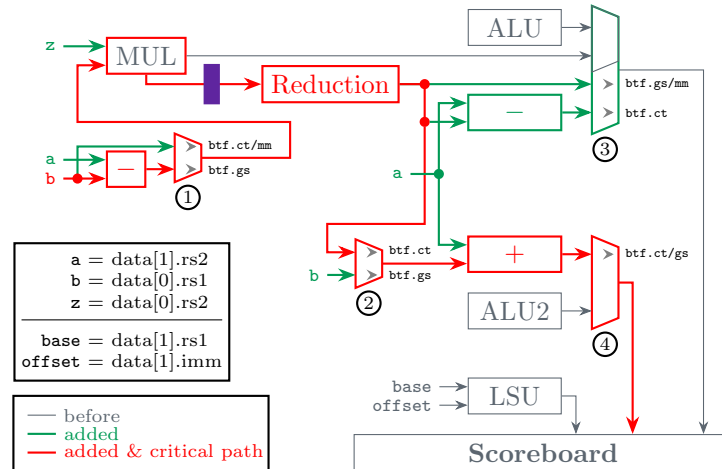 ALU
z
MUL
Reduction
btf.gs/mm
btf.ct
−
3
btf.ct/mm
a
b
−
btf.gs
1
a
btf.ct
b
btf.gs
2
+
btf.ct/gs
ALU2
4
a = data[1].rs2
b = data[0].rs1
z = data[0].rs2
base = data[1].rs1
offset = data[1].imm
base
offset
LSU
before
added
added & critical path
Scoreboard